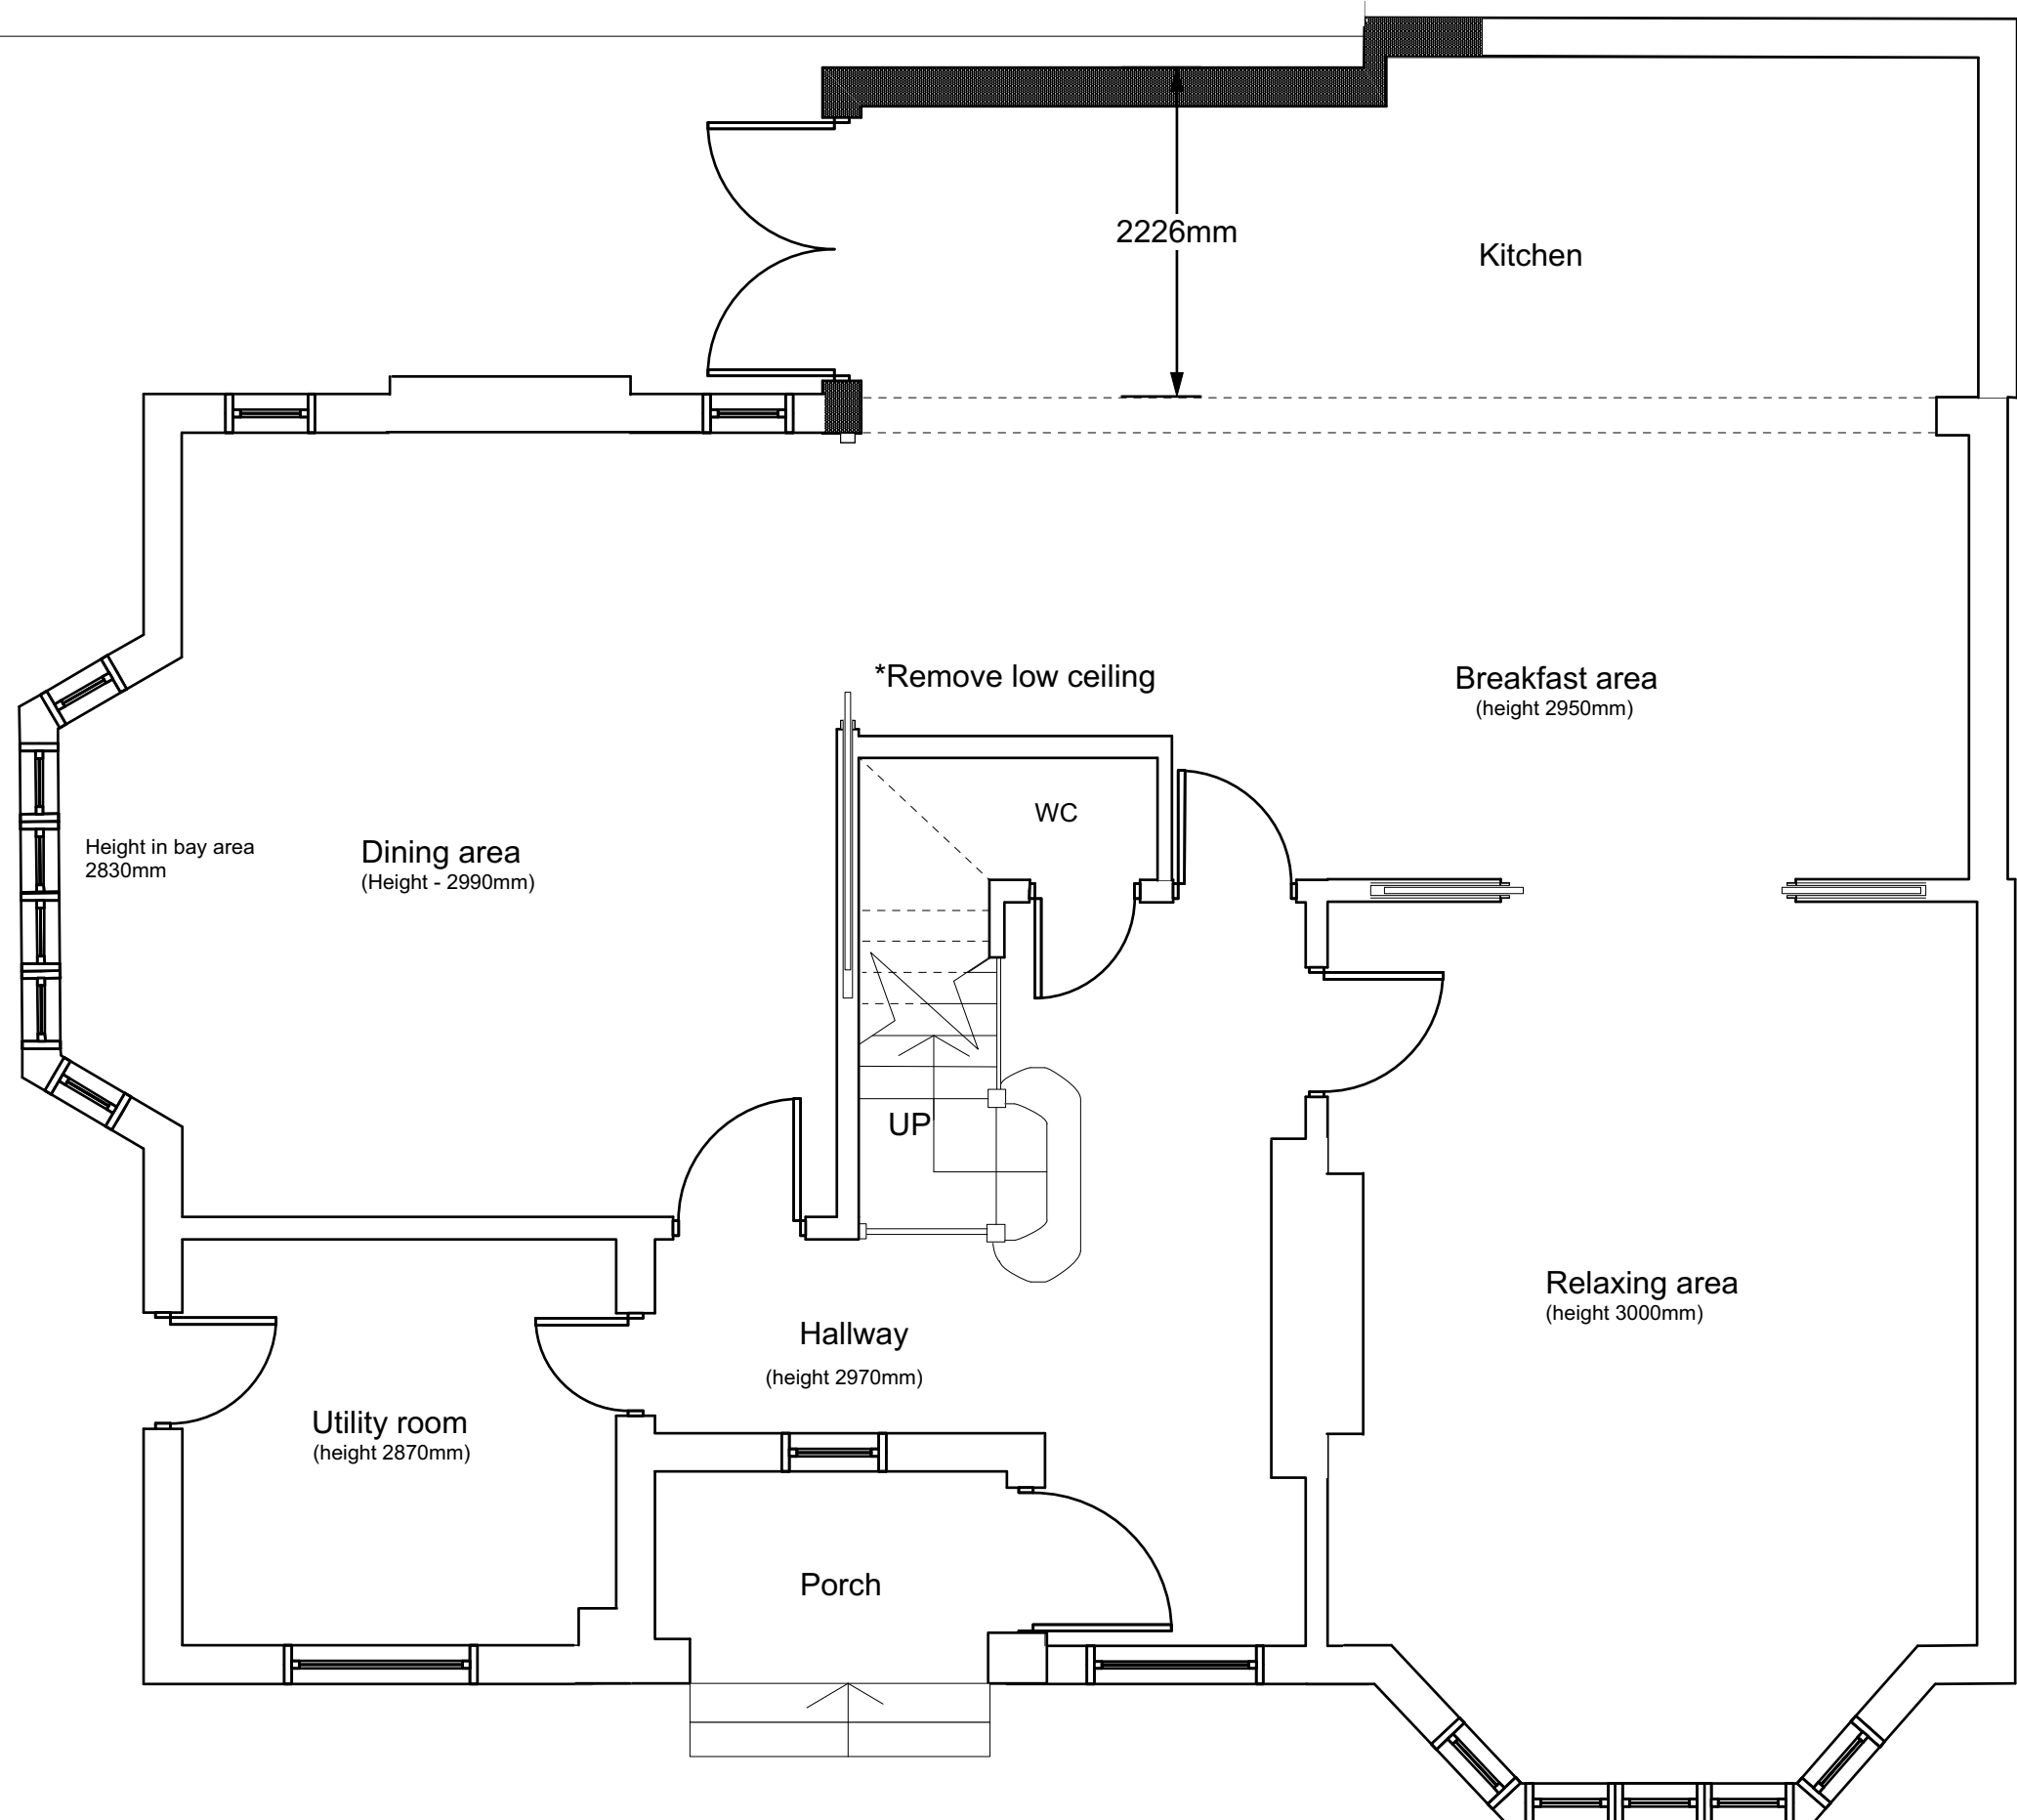 2226mm
Kitchen
*Remove low ceiling
Breakfast area
(height 2950mm)
WC
Height in bay area
2830mm
Dining area
(Height - 2990mm)
UP
Relaxing area
(height 3000mm)
Hallway
(height 2970mm)
Utility room
(height 2870mm)
Porch